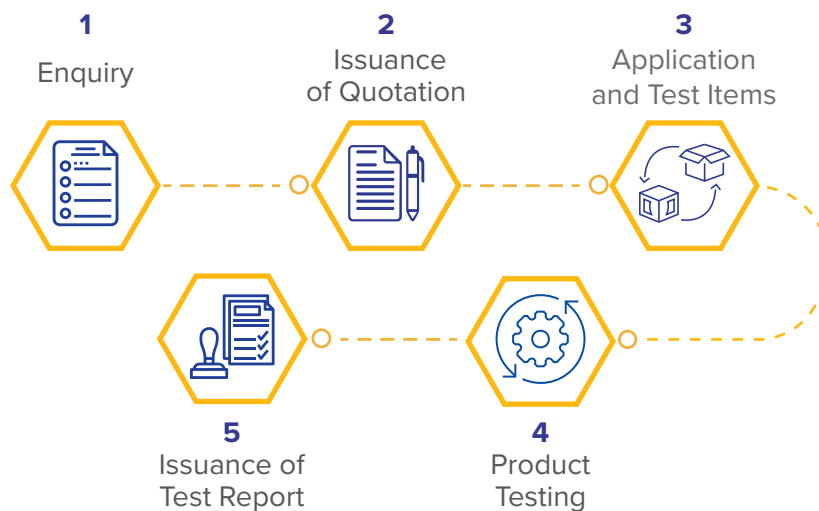 1
Enquiry
2
Issuance
of Quotation
3
Application
and Test Items
4
Product
Testing
5
Issuance of
Test Report